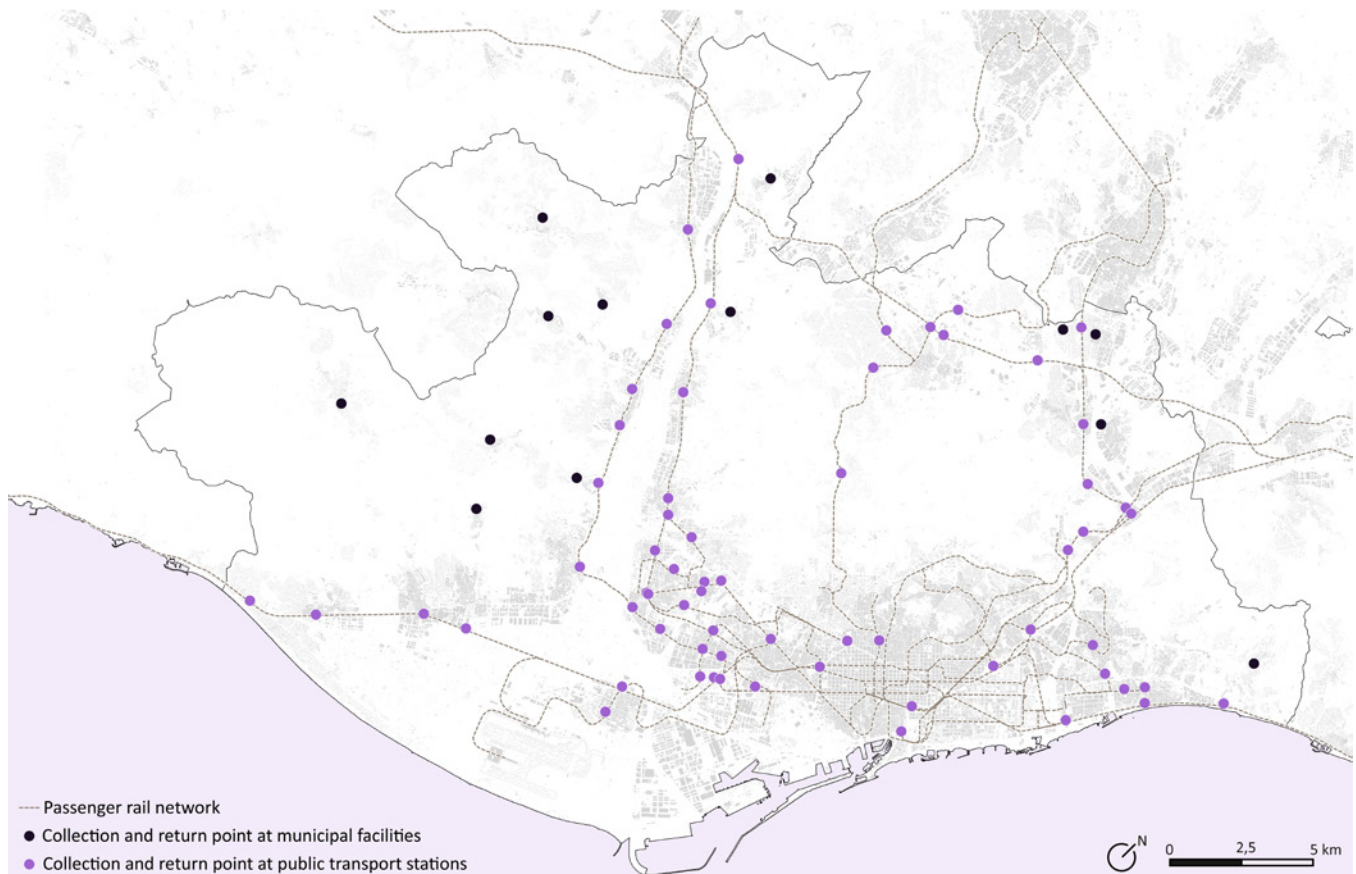 Passenger rail network
Collection and return point at municipal facilities
Collection and return point at public transport stations
N
0 2,5 5 km